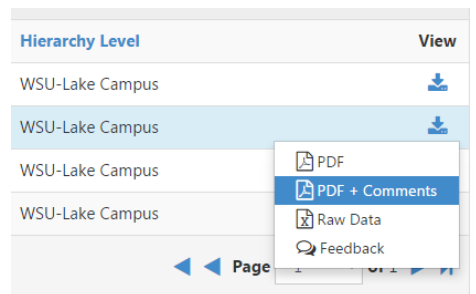 Hierarchy Level View
WSU-Lake Campus
WSU-Lake Campus
PDF
WSU-Lake Campus
PDF + Comments
Raw Data
WSU-Lake Campus
Feedback
Page 1 of 1